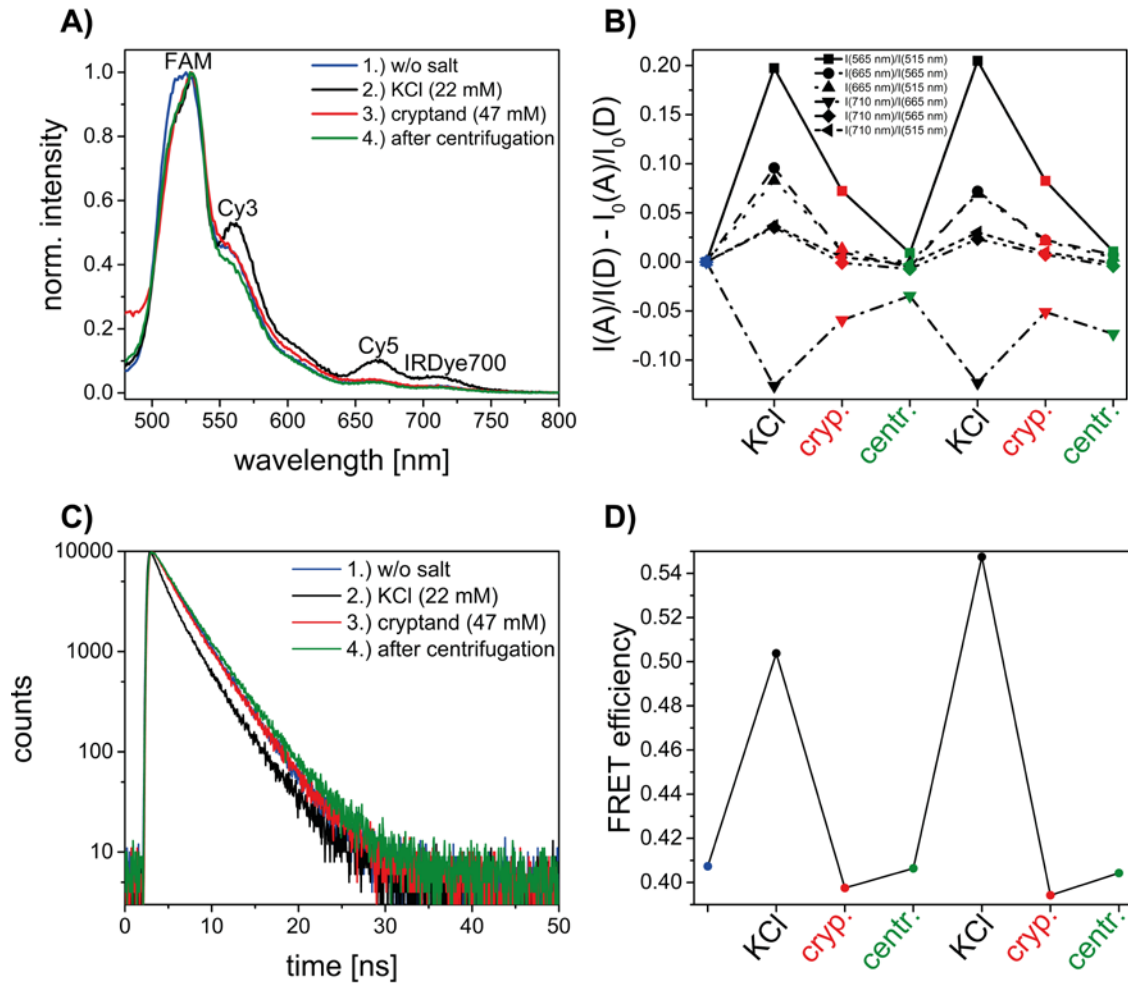 A)
FAM
1.) w/o salt
2.) KCl (22 mM)
3.) cryptand (47 mM)
4.) after centrifugation
Cy3
Cy5
IRDye700
1.0
0.8
0.6
0.4
0.2
0.0
norm. intensity
500 550 600 650 700 750 800
wavelength [nm]
B)
I(565 nm)/I(515 nm)
I(665 nm)/I(565 nm)
I(665 nm)/I(515 nm)
I(710 nm)/I(665 nm)
I(710 nm)/I(565 nm)
I(710 nm)/I(515 nm)
0.20
0.15
0.10
0.05
0.00
-0.05
-0.10
I(A)/I(D) - I₀(A)/I₀(D)
KCl cryp. centr. KCl cryp. centr.
C)
1.) w/o salt
2.) KCl (22 mM)
3.) cryptand (47 mM)
4.) after centrifugation
10000
1000
100
10
counts
0 10 20 30 40 50
time [ns]
D)
0.54
0.52
0.50
0.48
0.46
0.44
0.42
0.40
FRET efficiency
KCl cryp. centr. KCl cryp. centr.